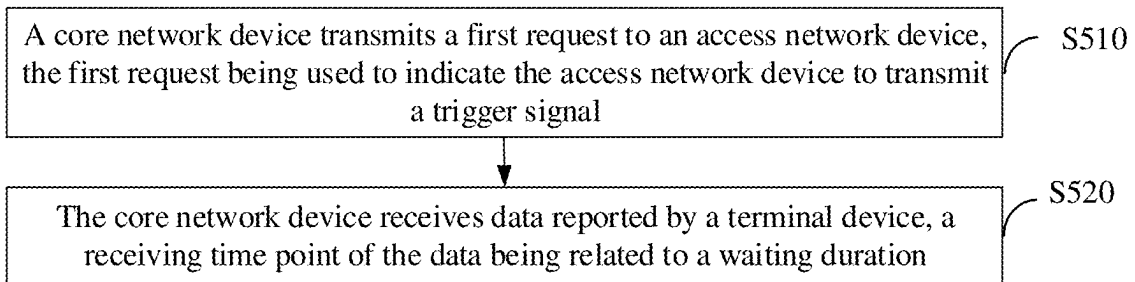 A core network device transmits a first request to an access network device,
the first request being used to indicate the access network device to transmit
a trigger signal
S510
The core network device receives data reported by a terminal device, a
receiving time point of the data being related to a waiting duration
S520